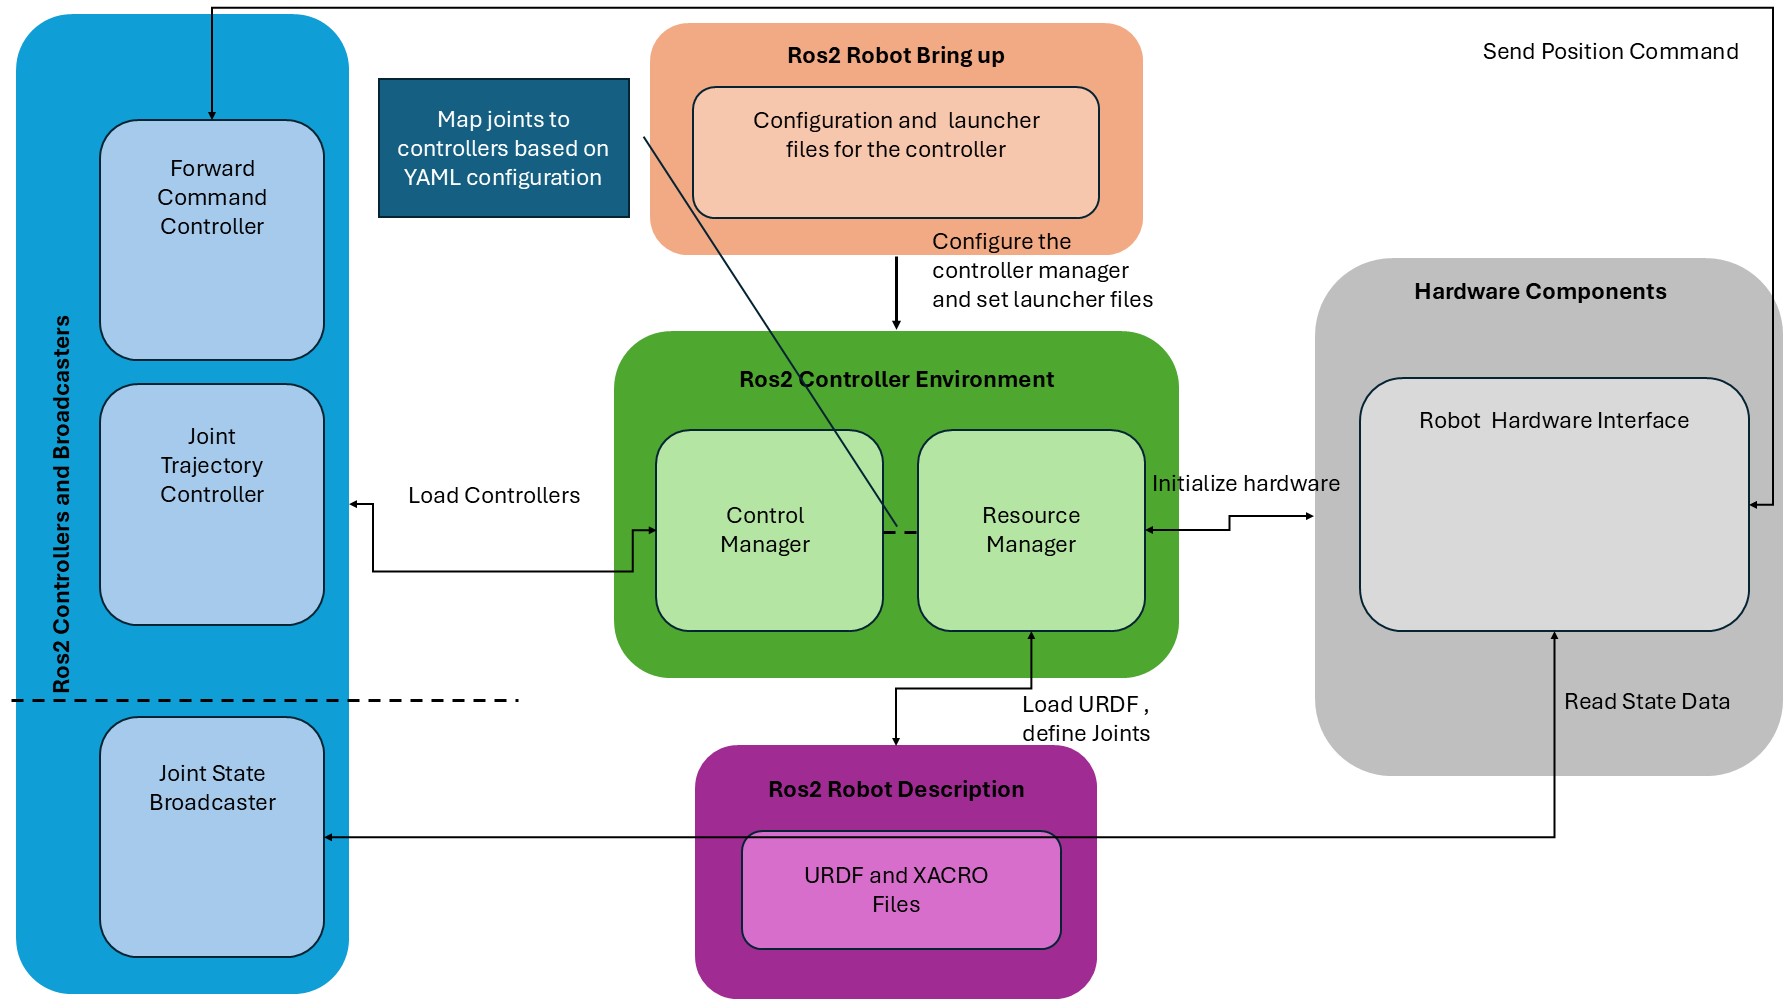 Send Position Command
Ros2 Robot Bring up
Configuration and launcher
files for the controller
Map joints to
controllers based on
YAML configuration
Forward
Command
Controller
Configure the
controller manager
and set launcher files
Hardware Components
Ros2 Controllers and Broadcasters
Ros2 Controller Environment
Robot Hardware Interface
Joint
Trajectory
Controller
Load Controllers
Control
Manager
Resource
Manager
Initialize hardware
Load URDF ,
define Joints
Read State Data
Joint State
Broadcaster
Ros2 Robot Description
URDF and XACRO
Files